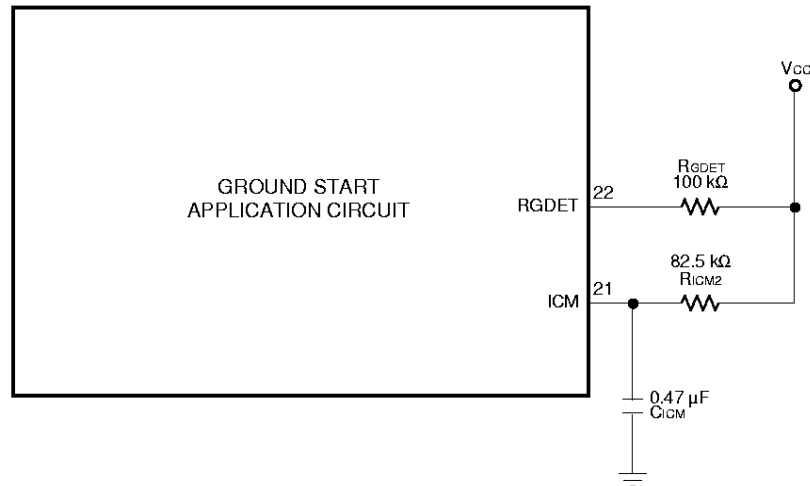 VCC
RGDET
100 kΩ
GROUND START
APPLICATION CIRCUIT
RGDET
22
82.5 kΩ
RICM2
ICM
21
0.47 µF
CICM